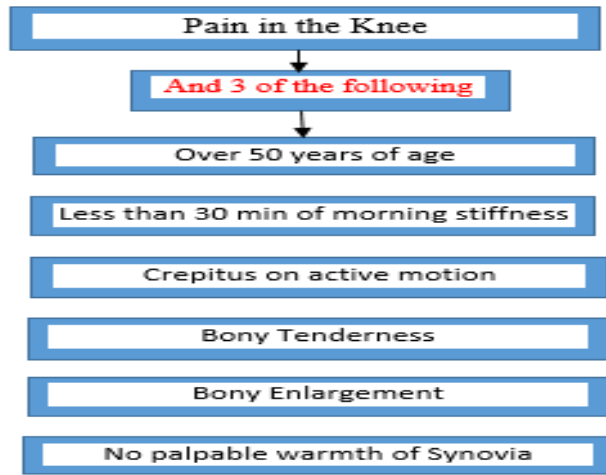 Pain in the Knee
And 3 of the following
Over 50 years of age
Less than 30 min of morning stiffness
Crepitus on active motion
Bony Tenderness
Bony Enlargement
No palpable warmth of Synovia